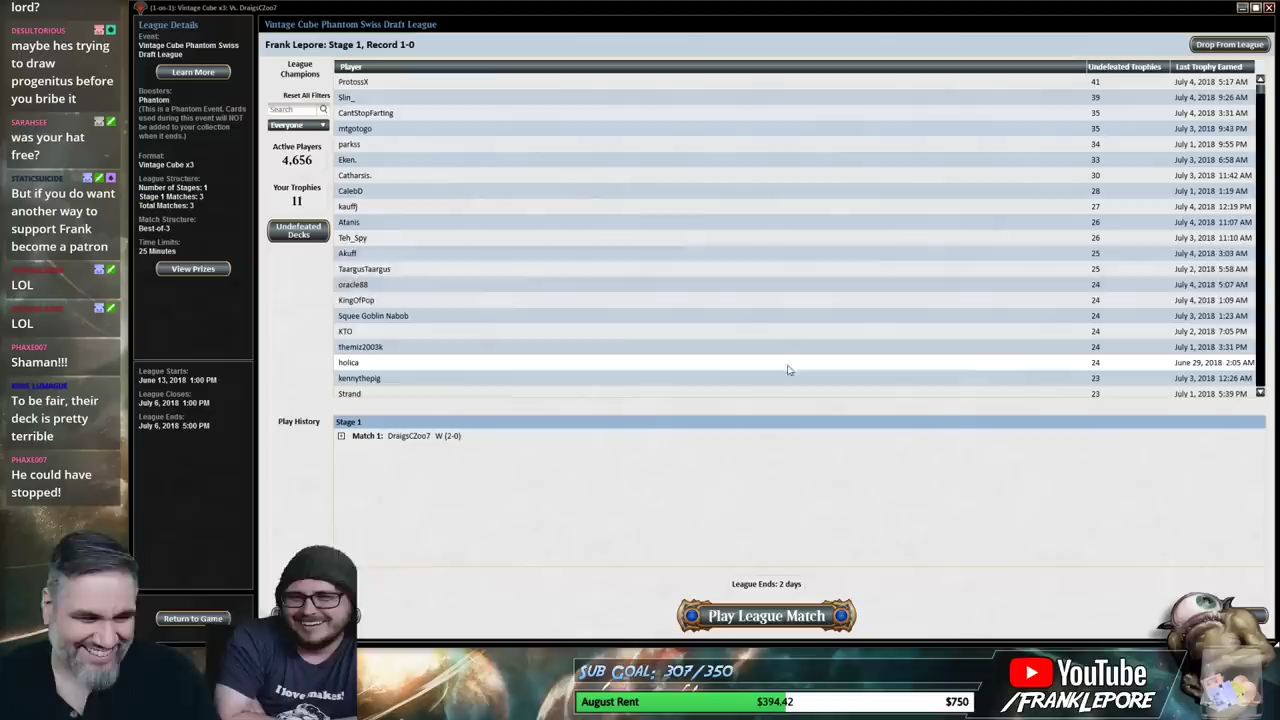 lord?
DESULTORIOUS
maybe hes trying
to draw
progenitus before
you bribe it
SARAHSEE
was your hat
free?
STATICSUICIDE
But if you do want
another way to
support Frank
become a patron
LOL
LOL
PHAXE007
Shaman!!!
To be fair, their
deck is pretty
terrible
PHAXE007
He could have
stopped!
(1-on-1): Vintage Cube x3: Vs. DraigsCZoo7
League Details
Event:
Vintage Cube Phantom Swiss
Draft League
Learn More
Boosters:
Phantom
(This is a Phantom Event. Cards
used during this event will NOT
be added to your collection
when it ends.)
Format:
Vintage Cube x3
League Structure:
Number of Stages: 1
Stage 1 Matches: 3
Total Matches: 3
Match Structure:
Best-of-3
Time Limits:
25 Minutes
View Prizes
League Starts:
June 13, 2018 1:00 PM
League Closes:
July 6, 2018 1:00 PM
League Ends:
July 6, 2018 5:00 PM
Return to Game
Vintage Cube Phantom Swiss Draft League
Frank Lepore: Stage 1, Record 1-0
Drop From League
League
Champions
Reset All Filters
Search
Everyone
Active Players
4,656
Your Trophies
11
Undefeated
Decks
Player Undefeated Trophies Last Trophy Earned
ProtossX 41 July 4, 2018 5:17 AM
Slin_ 39 July 4, 2018 9:26 AM
CantStopFarting 35 July 4, 2018 3:31 AM
mtgotogo 35 July 3, 2018 9:43 PM
parkss 34 July 1, 2018 9:55 PM
Eken. 33 July 3, 2018 6:58 AM
Catharsis. 30 July 3, 2018 11:42 AM
CalebD 28 July 1, 2018 1:19 AM
kauffj 27 July 4, 2018 12:19 PM
Atanis 26 July 4, 2018 11:07 AM
Teh_Spy 26 July 3, 2018 11:10 AM
Akuff 25 July 4, 2018 3:03 AM
TaargusTaargus 25 July 2, 2018 5:58 AM
oracle88 24 July 4, 2018 5:07 AM
KingOfPop 24 July 4, 2018 1:09 AM
Squee Goblin Nabob 24 July 3, 2018 1:23 AM
KTO 24 July 2, 2018 7:05 PM
themiz2003k 24 July 1, 2018 3:31 PM
holica 24 June 29, 2018 2:05 AM
kennythepig 23 July 3, 2018 12:26 AM
Strand 23 July 1, 2018 5:39 PM
Play History
Stage 1
Match 1: DraigsCZoo7 W (2-0)
League Ends: 2 days
Play League Match
I love makes!
SUB GOAL: 307/350
August Rent $394.42 $750
YouTube
/FRANKLEPORE